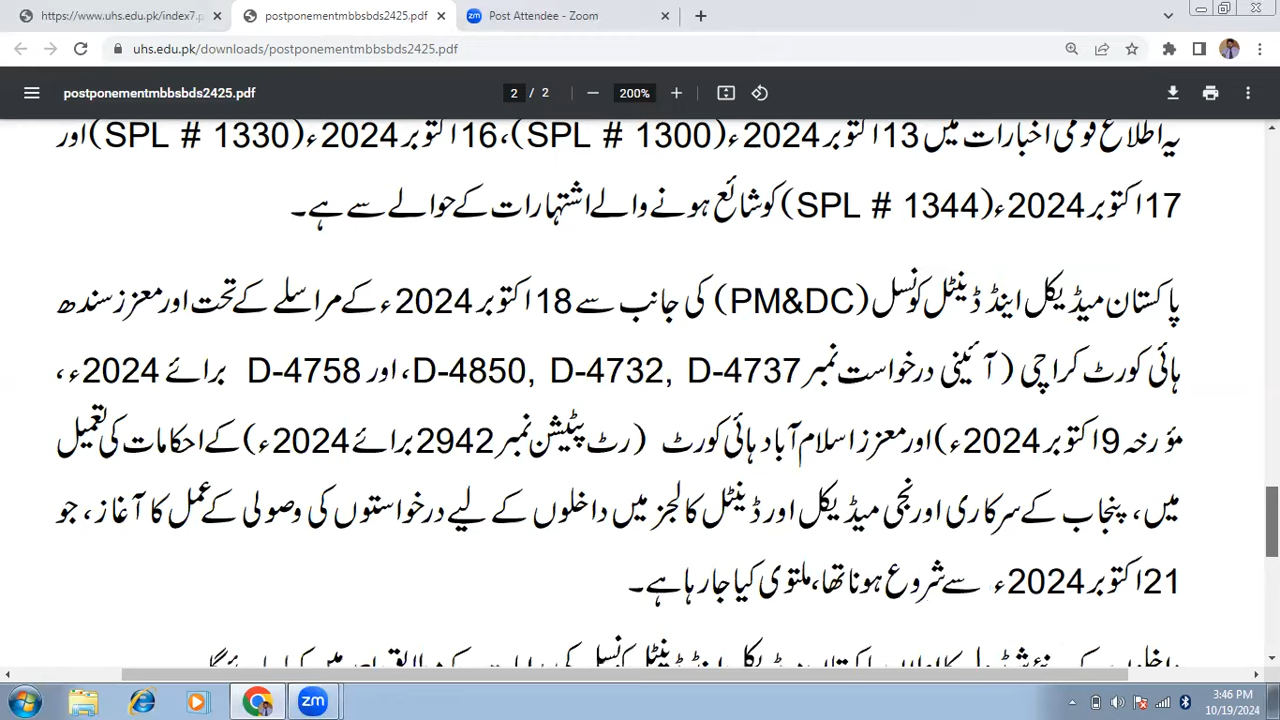 https://www.uhs.edu.pk/index7.p
postponementmbbsbds2425.pdf
Post Attendee - Zoom
uhs.edu.pk/downloads/postponementmbbsbds2425.pdf
postponementmbbsbds2425.pdf
2 / 2
200%
یہ اطلاع قومی اخبارات میں 13 اکتوبر 2024ء (SPL # 1300)، 16 اکتوبر 2024ء (SPL # 1330) اور
17 اکتوبر 2024ء (SPL # 1344) کو شائع ہونے والے اشتہارات کے حوالے سے ہے۔
پاکستان میڈیکل اینڈ ڈینٹل کونسل (PM&DC) کی جانب سے 18 اکتوبر 2024ء کے مراسلے کے تحت اور معزز سندھ
ہائی کورٹ کراچی (آئینی درخواست نمبر D-4737, D-4732, D-4850، اور D-4758 برائے 2024ء،
مؤرخہ 9 اکتوبر 2024ء) اور معزز اسلام آباد ہائی کورٹ (رٹ پٹیشن نمبر 2942 برائے 2024ء) کے احکامات کی تعمیل
میں، پنجاب کے سرکاری اور نجی میڈیکل اور ڈینٹل کالجز میں داخلوں کے لیے درخواستوں کی وصولی کے عمل کا آغاز، جو
21 اکتوبر 2024ء سے شروع ہونا تھا، ملتوی کیا جا رہا ہے۔
zm
3:46 PM
10/19/2024